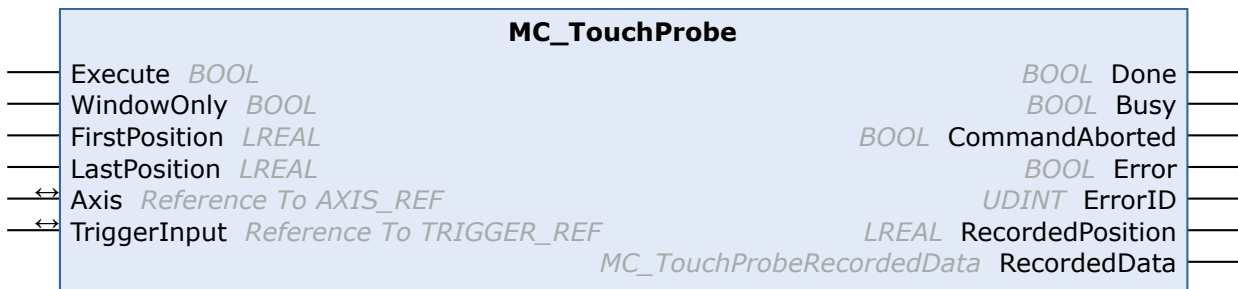 MC_TouchProbe
Execute BOOL BOOL Done
WindowOnly BOOL BOOL Busy
FirstPosition LREAL BOOL CommandAborted
LastPosition LREAL BOOL Error
↔ Axis Reference To AXIS_REF UDINT ErrorID
↔ TriggerInput Reference To TRIGGER_REF LREAL RecordedPosition
MC_TouchProbeRecordedData RecordedData